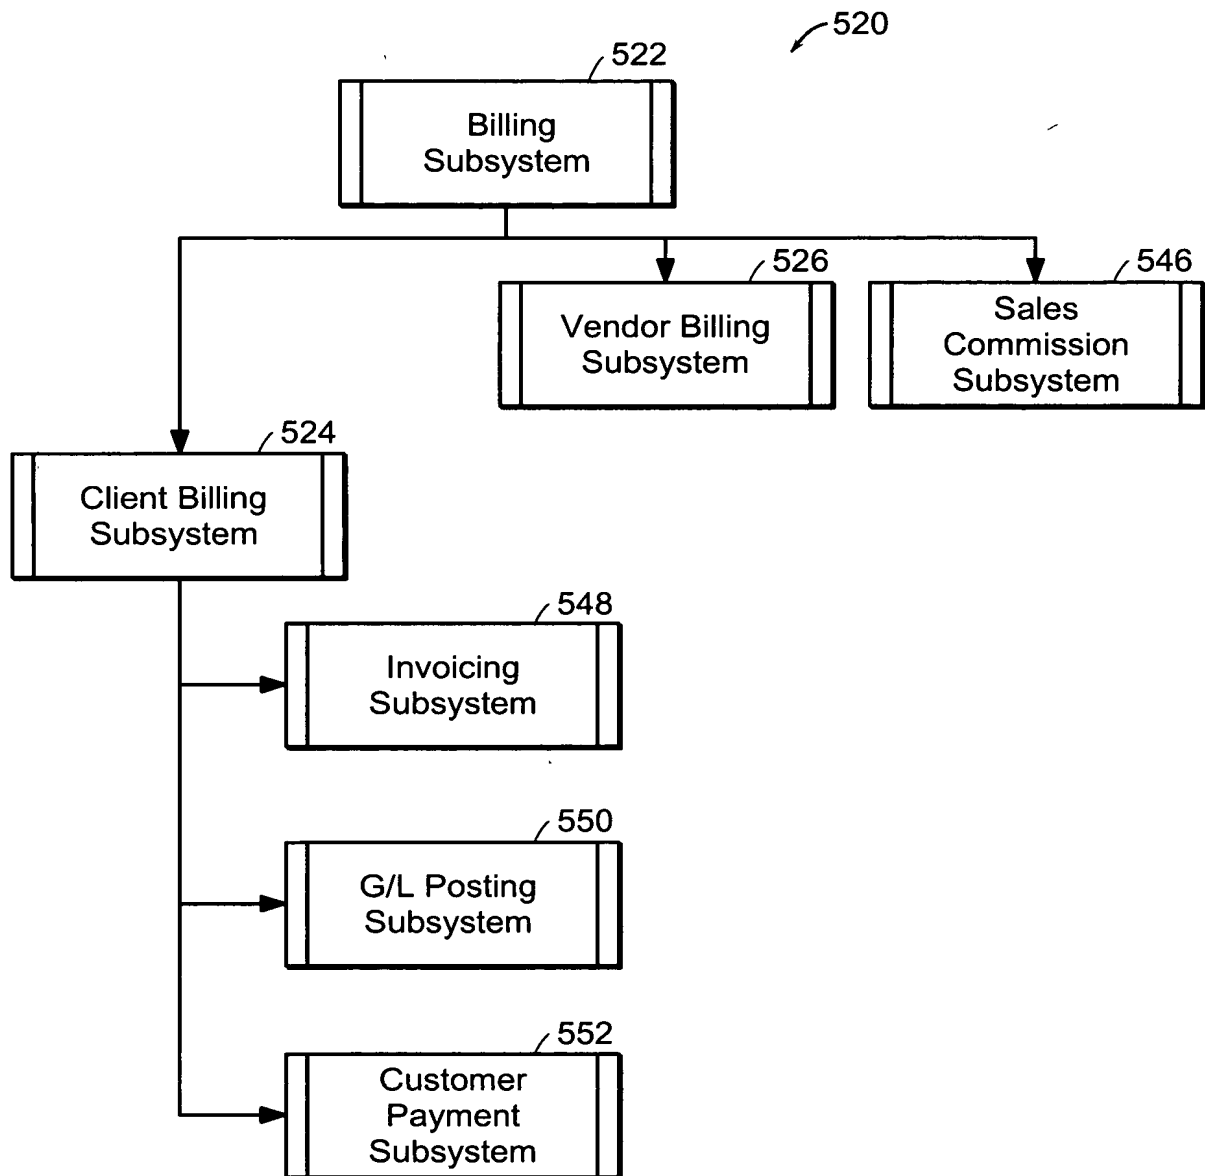 520
522
Billing
Subsystem
526
Vendor Billing
Subsystem
546
Sales
Commission
Subsystem
524
Client Billing
Subsystem
548
Invoicing
Subsystem
550
G/L Posting
Subsystem
552
Customer
Payment
Subsystem